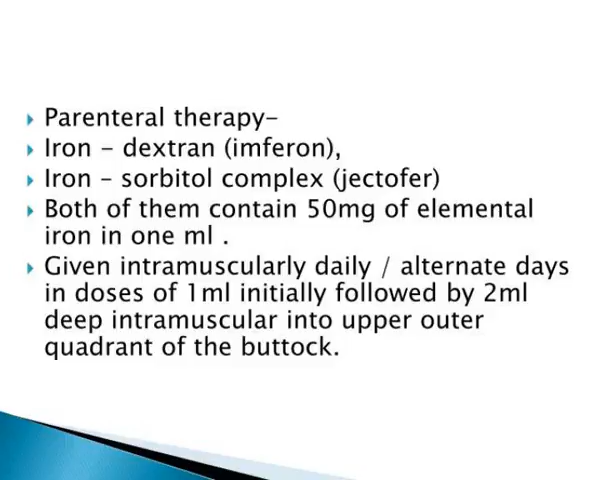 Parenteral therapy-
Iron - dextran (imferon),
Iron – sorbitol complex (jectofer)
Both of them contain 50mg of elemental
iron in one ml .
Given intramuscularly daily / alternate days
in doses of 1ml initially followed by 2ml
deep intramuscular into upper outer
quadrant of the buttock.